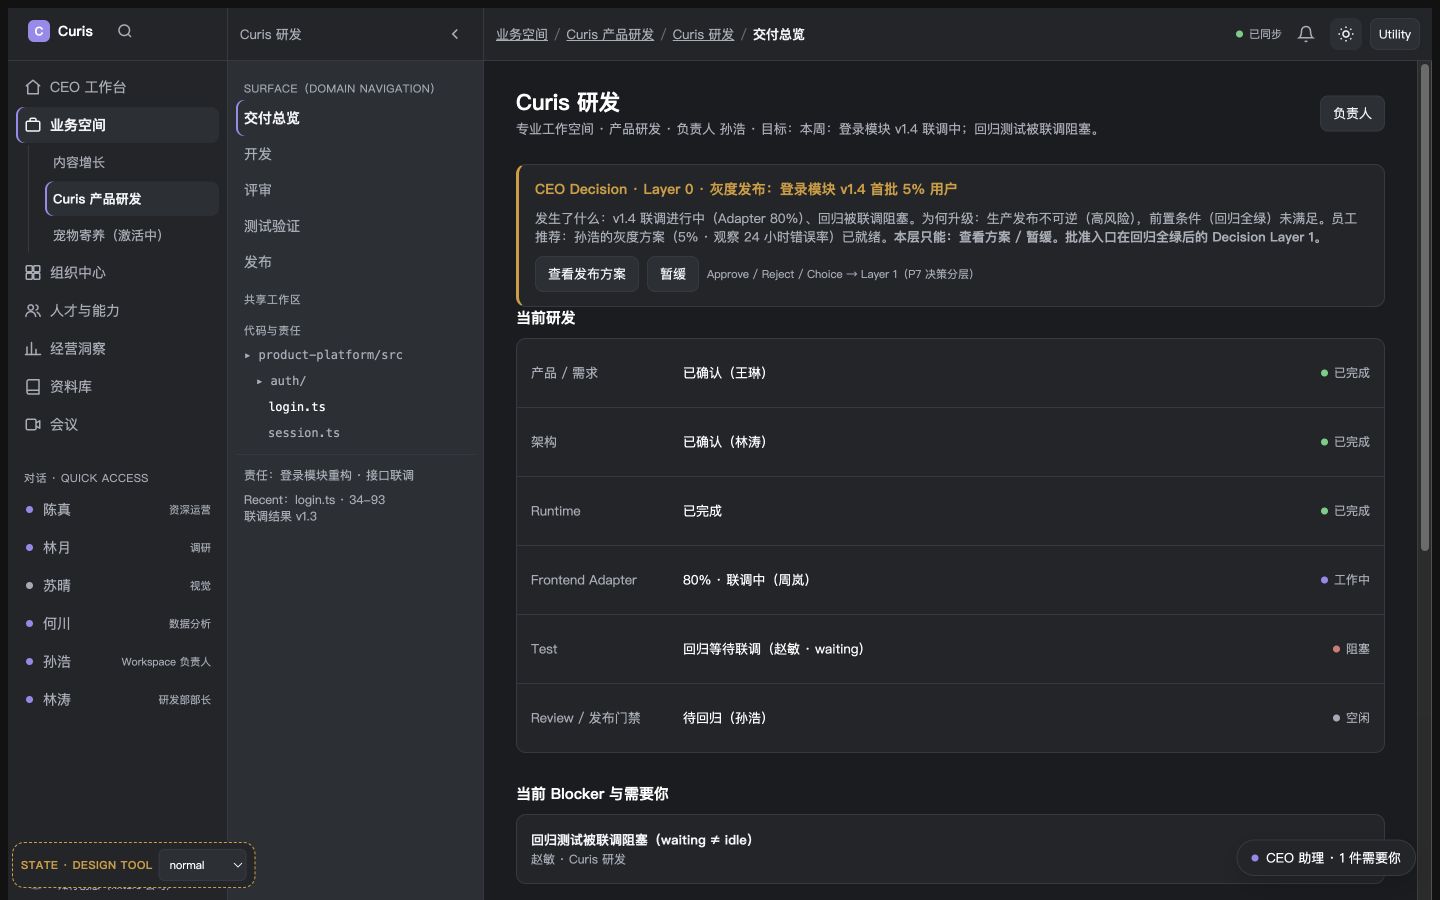 C Curis
CEO 工作台
业务空间
内容增长
Curis 产品研发
宠物寄养（激活中）
组织中心
人才与能力
经营洞察
资料库
会议
对话 · QUICK ACCESS
陈真 资深运营
林月 调研
苏晴 视觉
何川 数据分析
孙浩 Workspace 负责人
林涛 研发部部长
STATE · DESIGN TOOL normal
Curis 研发
SURFACE（DOMAIN NAVIGATION）
交付总览
开发
评审
测试验证
发布
共享工作区
代码与责任
▸ product-platform/src
▸ auth/
login.ts
session.ts
责任：登录模块重构 · 接口联调
Recent：login.ts · 34–93
联调结果 v1.3
业务空间 / Curis 产品研发 / Curis 研发 / 交付总览
已同步
Utility
Curis 研发
专业工作空间 · 产品研发 · 负责人 孙浩 · 目标：本周：登录模块 v1.4 联调中；回归测试被联调阻塞。
负责人
CEO Decision · Layer 0 · 灰度发布：登录模块 v1.4 首批 5% 用户
发生了什么：v1.4 联调进行中（Adapter 80%）、回归被联调阻塞。为何升级：生产发布不可逆（高风险），前置条件（回归全绿）未满足。员工
推荐：孙浩的灰度方案（5% · 观察 24 小时错误率）已就绪。本层只能：查看方案 / 暂缓。批准入口在回归全绿后的 Decision Layer 1。
查看发布方案 暂缓 Approve / Reject / Choice → Layer 1（P7 决策分层）
当前研发
产品 / 需求 已确认（王琳） 已完成
架构 已确认（林涛） 已完成
Runtime 已完成 已完成
Frontend Adapter 80% · 联调中（周岚） 工作中
Test 回归等待联调（赵敏 · waiting） 阻塞
Review / 发布门禁 待回归（孙浩） 空闲
当前 Blocker 与需要你
回归测试被联调阻塞（waiting ≠ idle）
赵敏 · Curis 研发
CEO 助理 · 1 件需要你